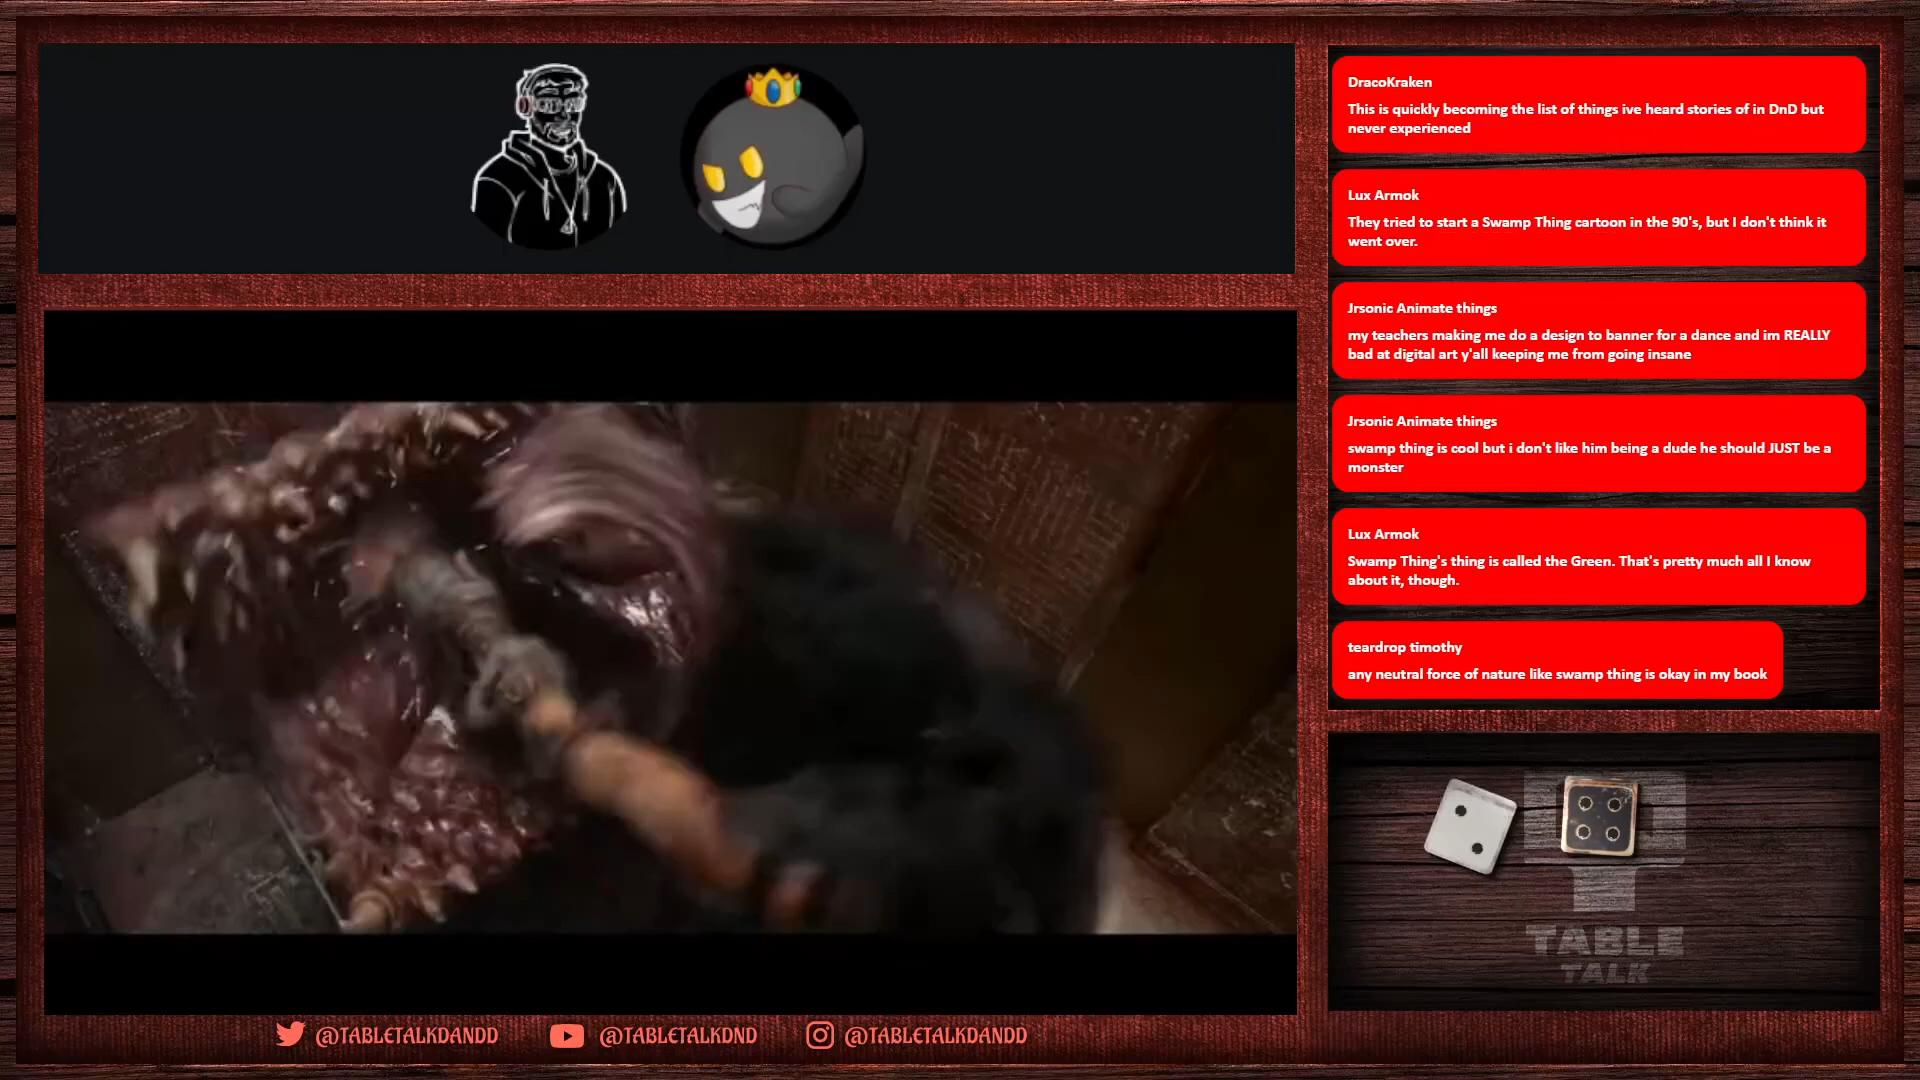 DracoKraken
This is quickly becoming the list of things ive heard stories of in DnD but
never experienced
Lux Armok
They tried to start a Swamp Thing cartoon in the 90's, but I don't think it
went over.
Jrsonic Animate things
my teachers making me do a design to banner for a dance and im REALLY
bad at digital art y'all keeping me from going insane
Jrsonic Animate things
swamp thing is cool but i don't like him being a dude he should JUST be a
monster
Lux Armok
Swamp Thing's thing is called the Green. That's pretty much all I know
about it, though.
teardrop timothy
any neutral force of nature like swamp thing is okay in my book
TABLE
TALK
@TABLETALKDANDD
@TABLETALKDND
@TABLETALKDANDD